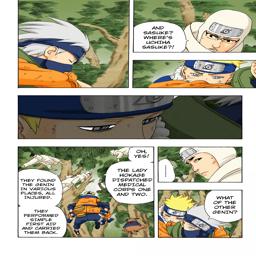 AND
SASUKE?!
WHERE'S
UCHIHA
SASUKE?!
OH,
YES!
THE LADY
HOKAGE
DISPATCHED
MEDICAL
CORPS ONE
AND TWO.
THEY FOUND
THE GENIN
IN VARIOUS
PLACES, ALL
INJURED.
THEY
PERFORMED
SIMPLE
FIRST AID
AND CARRIED
THEM BACK.
WHAT
OF THE
OTHER
GENIN?